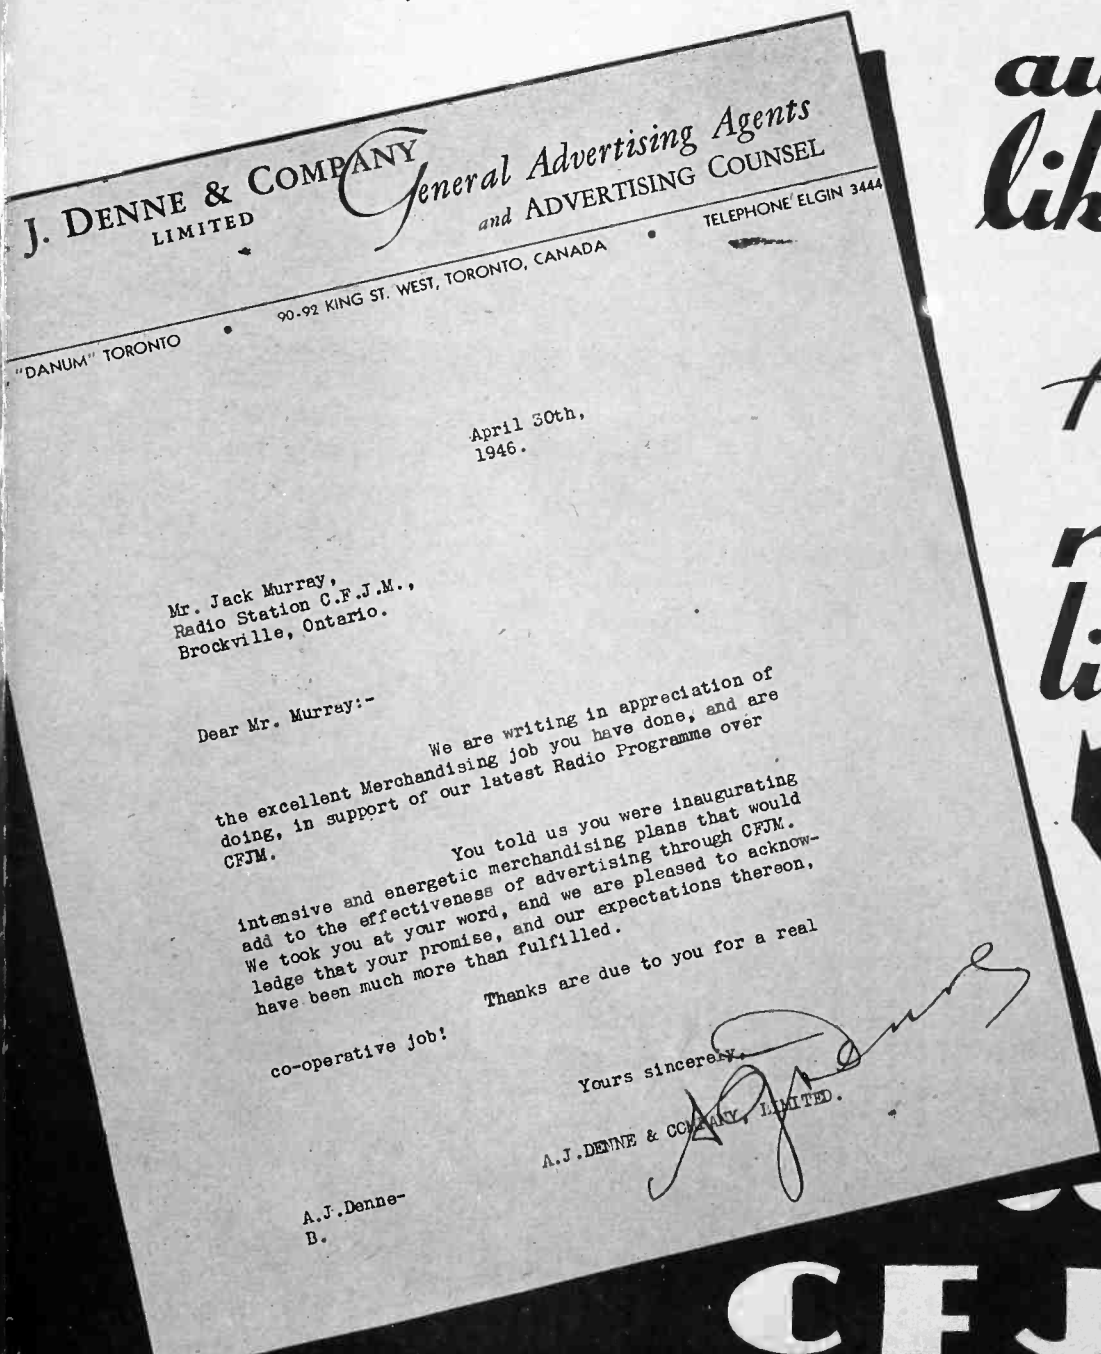 J. DENNE & COMPANY
LIMITED
General Advertising Agents
and ADVERTISING COUNSEL
"DANUM" TORONTO • 90-92 KING ST. WEST, TORONTO, CANADA • TELEPHONE ELGIN 3444
April 30th,
1946.
Mr. Jack Murray,
Radio Station C.F.J.M.,
Brockville, Ontario.
Dear Mr. Murray:-
We are writing in appreciation of
the excellent Merchandising job you have done, and are
doing, in support of our latest Radio Programme over
CFJM.
You told us you were inaugurating
intensive and energetic merchandising plans that would
add to the effectiveness of advertising through CFJM.
We took you at your word, and we are pleased to acknow-
ledge that your promise, and our expectations thereon,
have been much more than fulfilled.
Thanks are due to you for a real
co-operative job!
Yours sincerely,
A J Denne
A.J.DENNE & COMPANY, LIMITED.
A.J.Denne-
B.
lik
li
CFJ